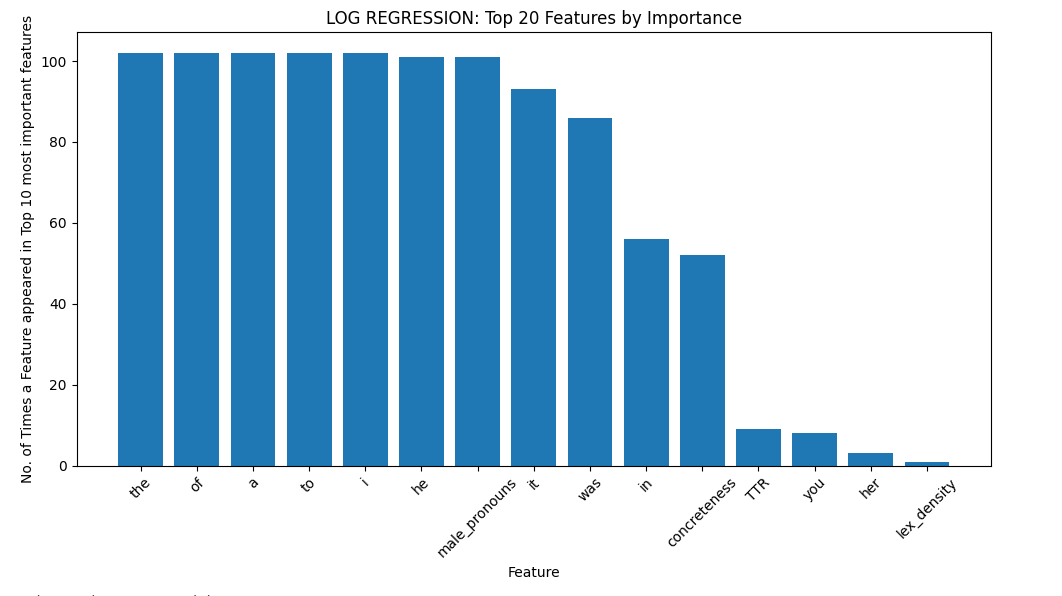 LOG REGRESSION: Top 20 Features by Importance
No. of Times a Feature appeared in Top 10 most important features
100
80
60
40
20
0
the
of
a
to
i
he
male_pronouns
it
was
in
concreteness
TTR
you
her
lex_density
Feature